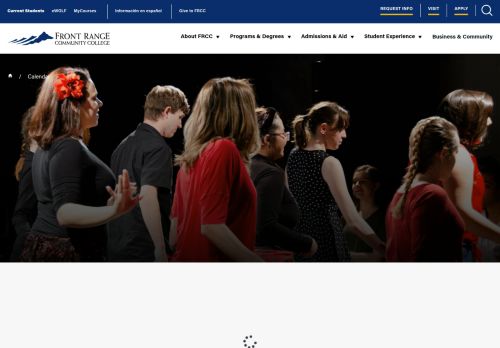 Current Students eWOLF MyCourses Información en español Give to FRCC REQUEST INFO VISIT APPLY
FRONT RANGE
COMMUNITY COLLEGE
About FRCC Programs & Degrees Admissions & Aid Student Experience Business & Community
/ Calendar